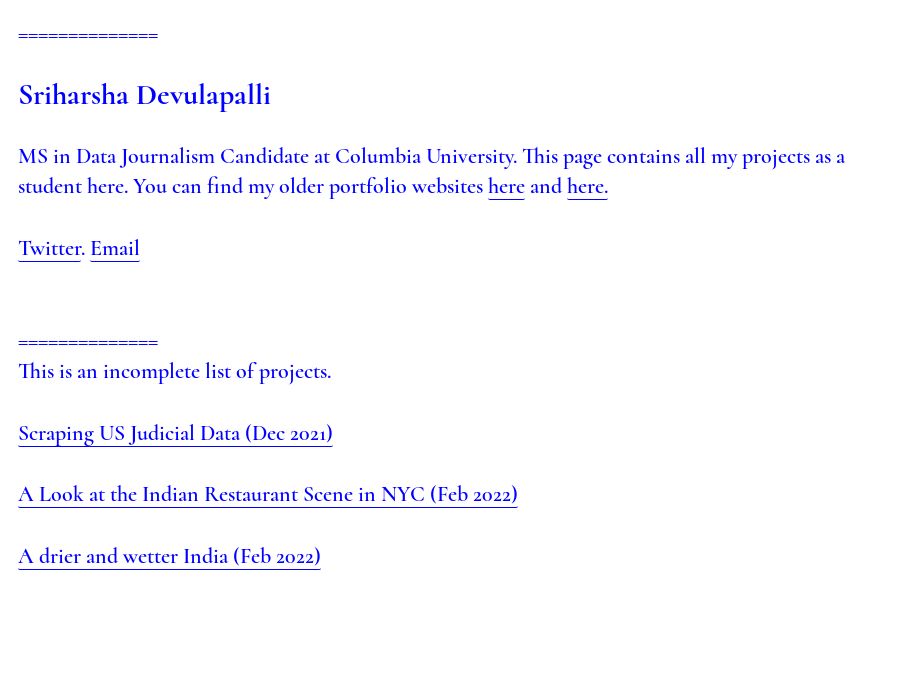 ==============
Sriharsha Devulapalli
MS in Data Journalism Candidate at Columbia University. This page contains all my projects as a
student here. You can find my older portfolio websites here and here.
Twitter. Email
==============
This is an incomplete list of projects.
Scraping US Judicial Data (Dec 2021)
A Look at the Indian Restaurant Scene in NYC (Feb 2022)
A drier and wetter India (Feb 2022)